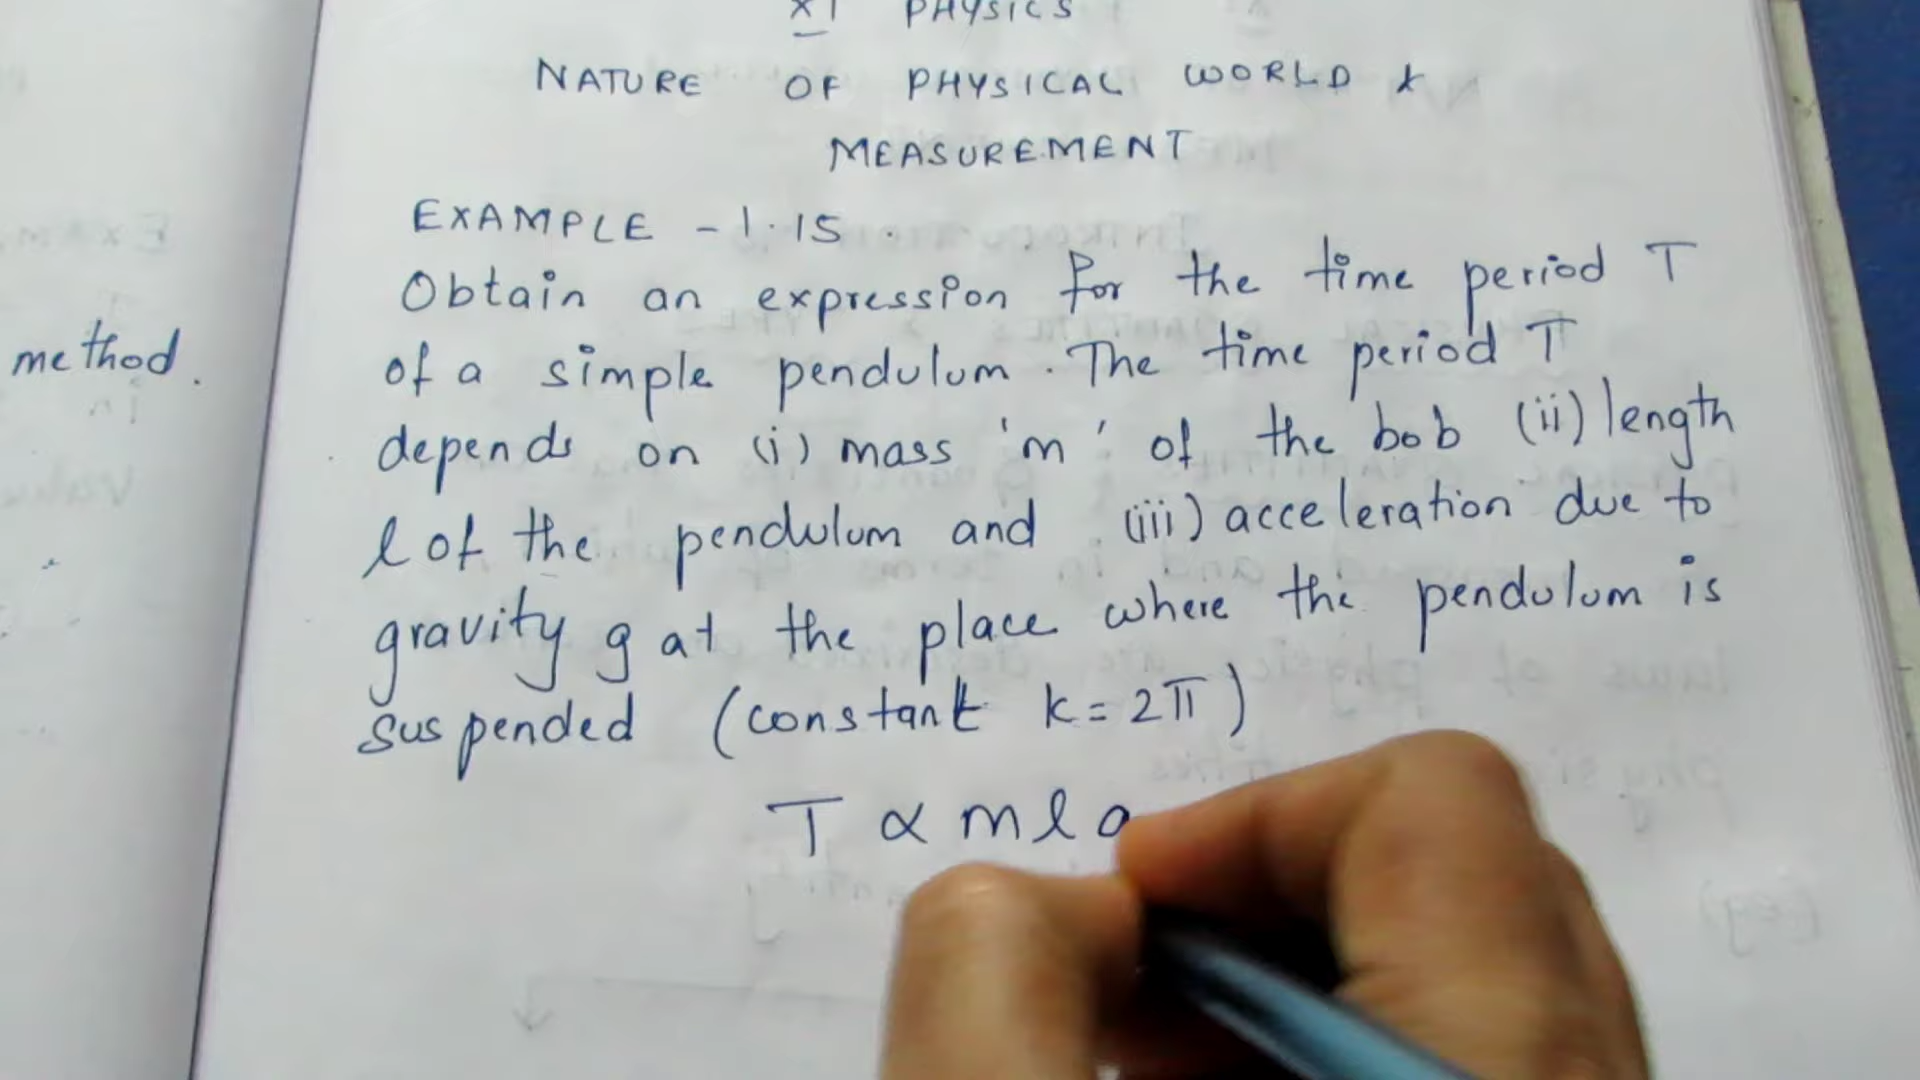 XI PHYSICS
NATURE OF PHYSICAL WORLD &
MEASUREMENT
EXAMPLE - 1.15.
Obtain an expression for the time period T
of a simple pendulum. The time period T
method.
depends on (i) mass 'm' of the bob (ii) length
l of the pendulum and (iii) acceleration due to
gravity g at the place where the pendulum is
suspended (constant k = 2π)
T ∝ m l